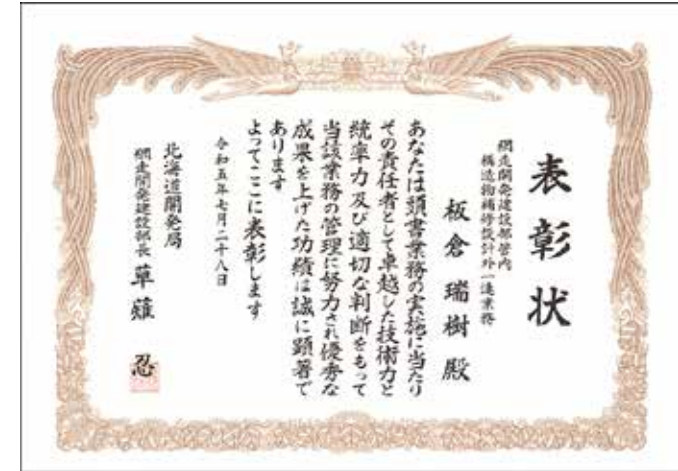 表彰状
網走開発建設部管内
構造物補修設計外一連業務
板倉瑞樹殿
あなたは頭書業務の実施に当たり
その責任者として卓越した技術力と
統率力及び適切な判断をもって
当該業務の管理に努力され優秀な
成果を上げた功績は誠に顕著で
あります
よってここに表彰します
令和五年七月二十八日
北海道開発局
網走開発建設部長 草薙 忍